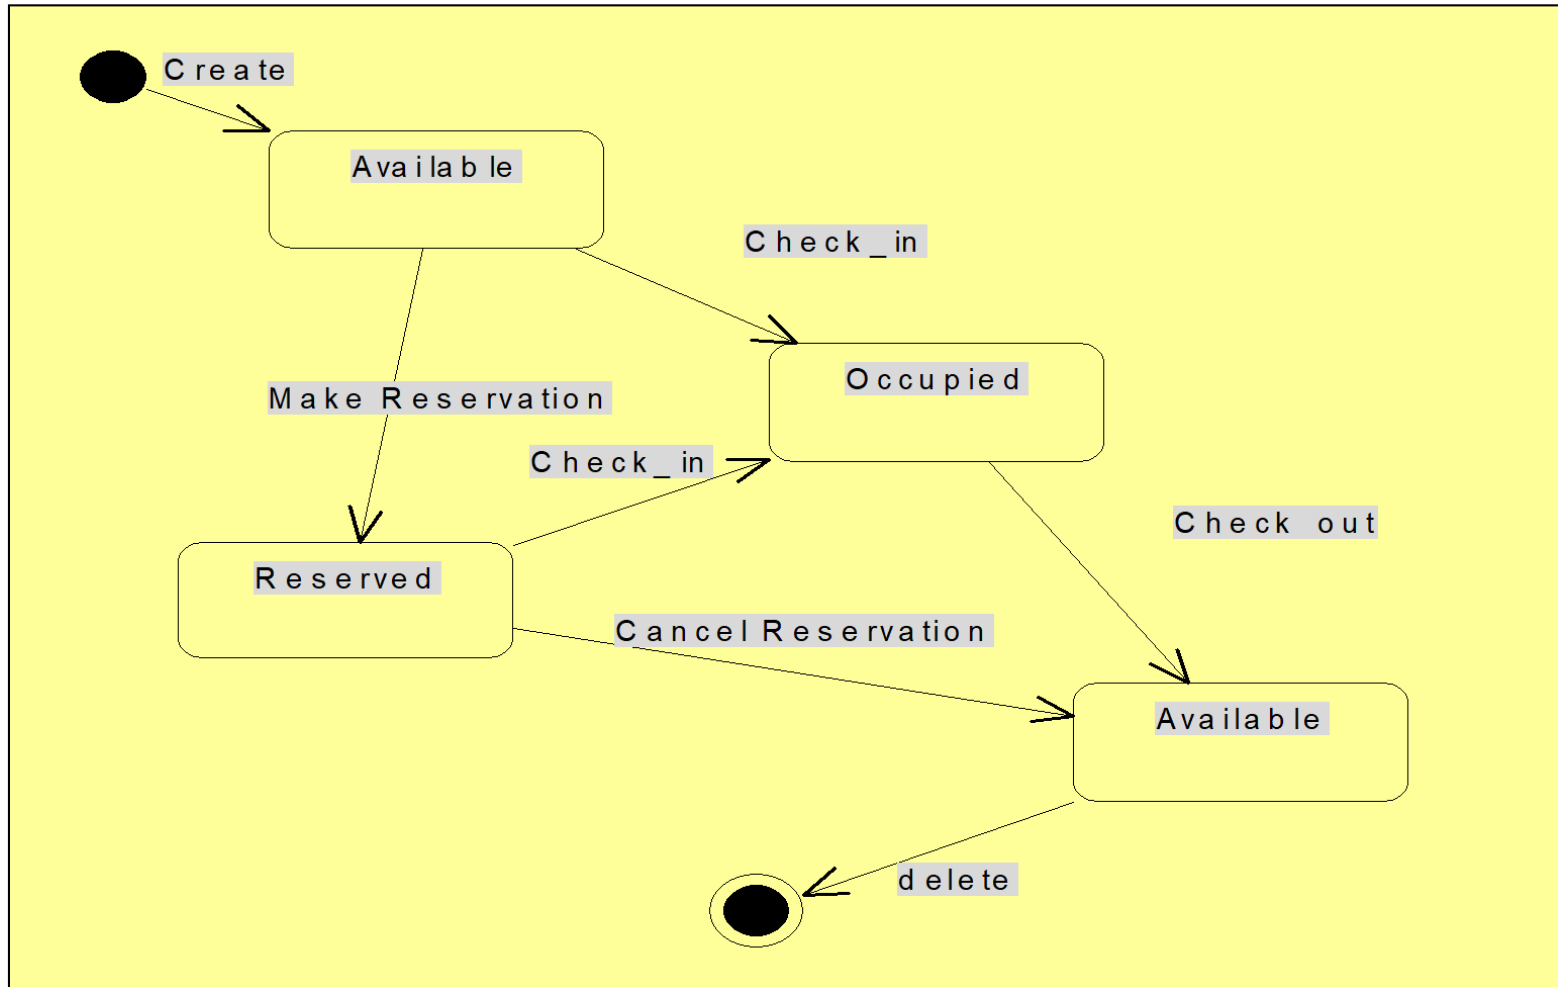 Create
Available
Check_in
Occupied
Make Reservation
Check_in
Check out
Reserved
Cancel Reservation
Available
delete